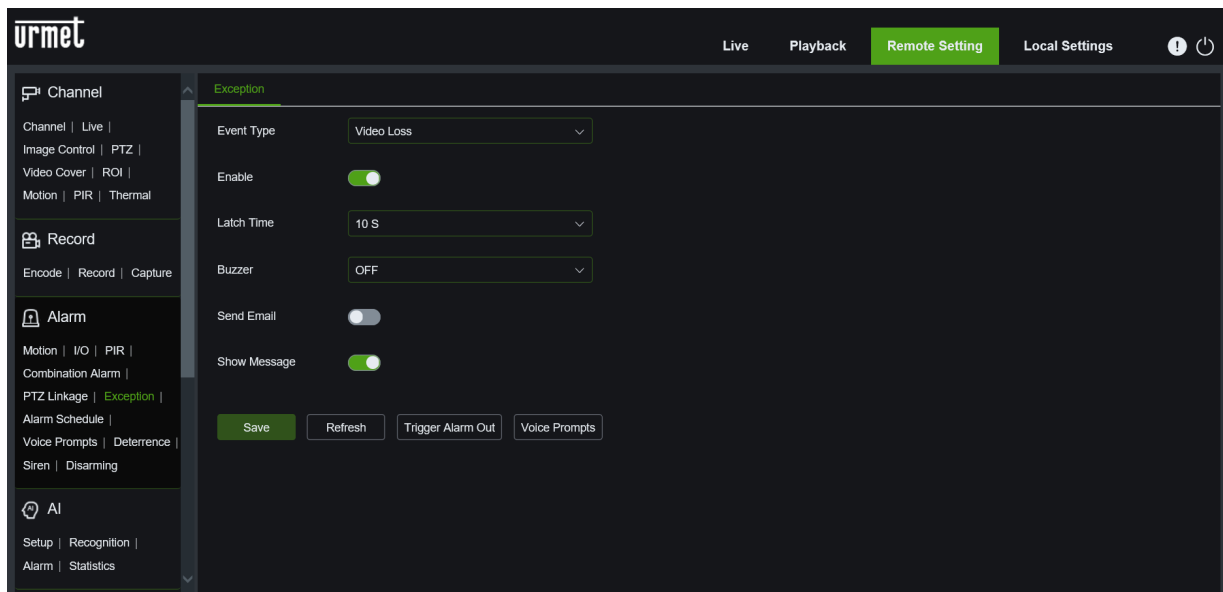 urmet
Live Playback Remote Setting Local Settings
Channel
Channel | Live |
Image Control | PTZ |
Video Cover | ROI |
Motion | PIR | Thermal
Record
Encode | Record | Capture
Alarm
Motion | I/O | PIR |
Combination Alarm |
PTZ Linkage | Exception |
Alarm Schedule |
Voice Prompts | Deterrence |
Siren | Disarming
AI
Setup | Recognition |
Alarm | Statistics
Exception
Event Type Video Loss
Enable
Latch Time 10 S
Buzzer OFF
Send Email
Show Message
Save Refresh Trigger Alarm Out Voice Prompts